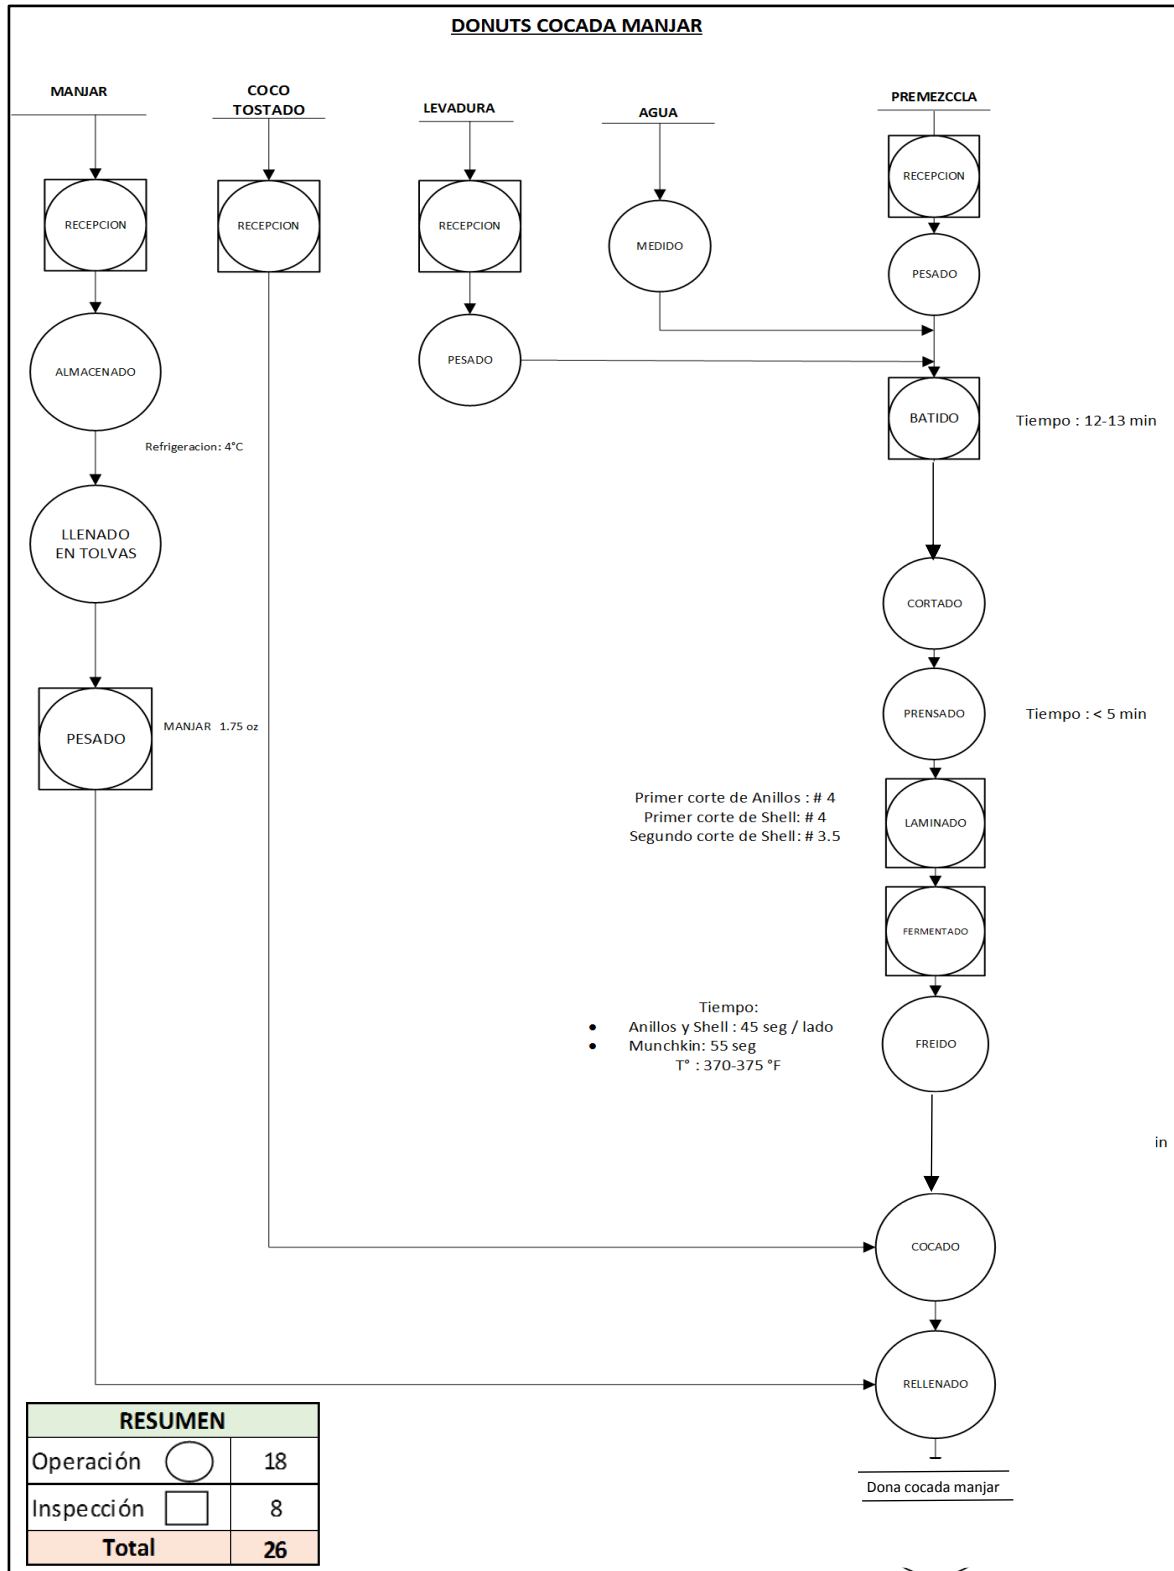 DONUTS COCADA MANJAR
MANJAR
COCO
TOSTADO
LEVADURA
AGUA
PREMEZCCLA
RECEPCION
RECEPCION
RECEPCION
MEDIDO
RECEPCION
PESADO
ALMACENADO
PESADO
BATIDO
Tiempo : 12-13 min
Refrigeracion: 4°C
LLENADO
EN TOLVAS
CORTADO
PESADO
MANJAR 1.75 oz
PRENSADO
Tiempo : < 5 min
Primer corte de Anillos : # 4
Primer corte de Shell: # 4
Segundo corte de Shell: # 3.5
LAMINADO
FERMENTADO
Tiempo:
• Anillos y Shell : 45 seg / lado
• Munchkin: 55 seg
T° : 370-375 °F
FREIDO
in
COCADO
RELLENADO
Dona cocada manjar
RESUMEN
Operación 18
Inspección 8
Total 26